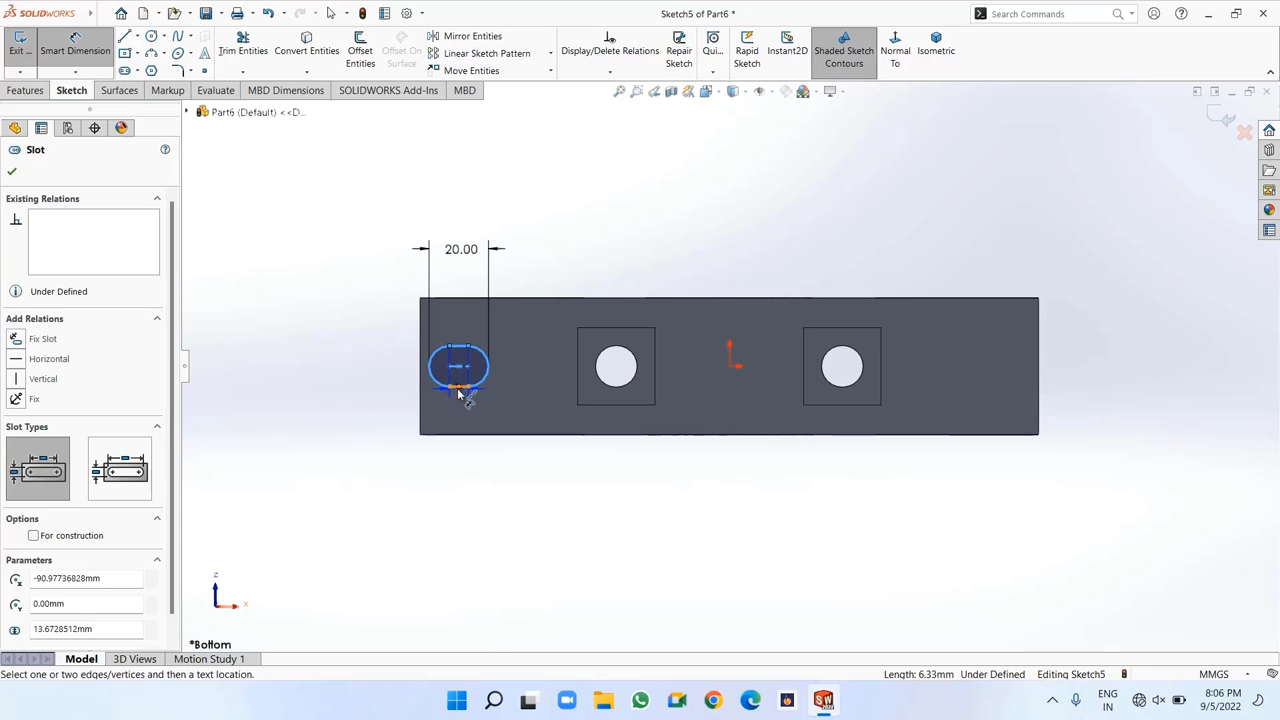 SOLIDWORKS
Sketch5 of Part6 *
Search Commands
Exit ...
Smart Dimension
Trim Entities
Convert Entities
Offset Entities
Offset On Surface
Mirror Entities
Linear Sketch Pattern
Move Entities
Display/Delete Relations
Repair Sketch
Qui...
Rapid Sketch
Instant2D
Shaded Sketch Contours
Normal To
Isometric
Features
Sketch
Surfaces
Markup
Evaluate
MBD Dimensions
SOLIDWORKS Add-Ins
MBD
Part6 (Default) <<D...
Slot
Existing Relations
Under Defined
Add Relations
Fix Slot
Horizontal
Vertical
Fix
Slot Types
Options
For construction
Parameters
-90.97736828mm
0.00mm
13.6728512mm
20.00
z
x
*Bottom
Model
3D Views
Motion Study 1
Select one or two edges/vertices and then a text location.
Length: 6.33mm
Under Defined
Editing Sketch5
MMGS
ENG
IN
8:06 PM
9/5/2022